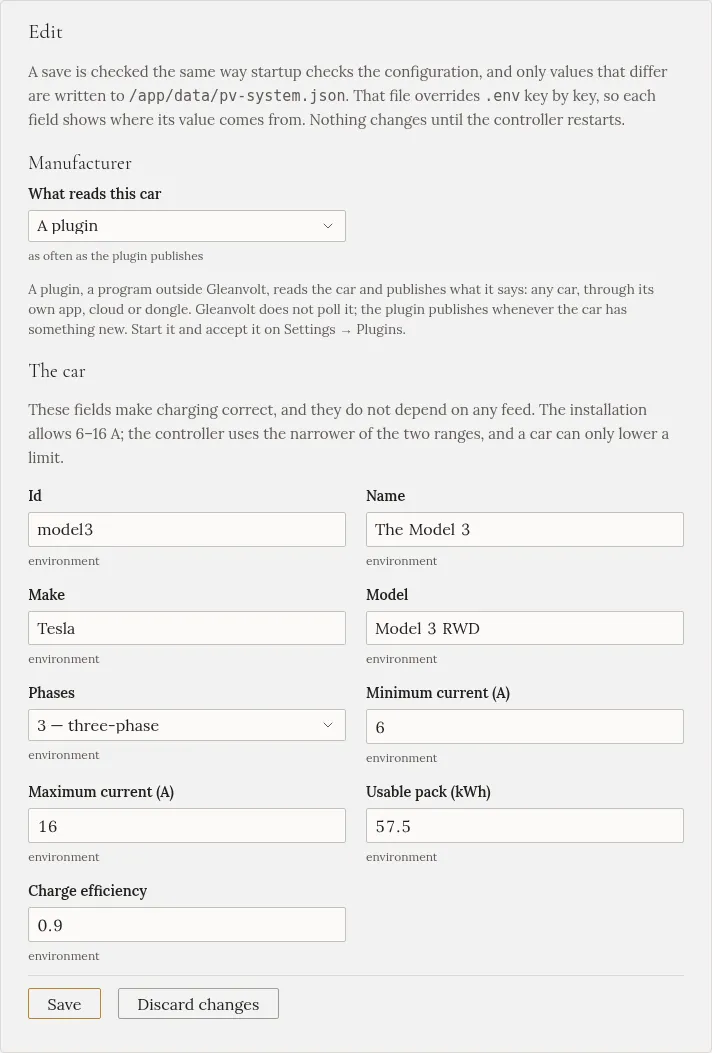 Edit
A save is checked the same way startup checks the configuration, and only values that differ
are written to /app/data/pv-system.json. That file overrides .env key by key, so each
field shows where its value comes from. Nothing changes until the controller restarts.
Manufacturer
What reads this car
A plugin
as often as the plugin publishes
A plugin, a program outside Gleanvolt, reads the car and publishes what it says: any car, through its
own app, cloud or dongle. Gleanvolt does not poll it; the plugin publishes whenever the car has
something new. Start it and accept it on Settings → Plugins.
The car
These fields make charging correct, and they do not depend on any feed. The installation
allows 6–16 A; the controller uses the narrower of the two ranges, and a car can only lower a
limit.
Id
model3
environment
Name
The Model 3
environment
Make
Tesla
environment
Model
Model 3 RWD
environment
Phases
3 — three-phase
environment
Minimum current (A)
6
environment
Maximum current (A)
16
environment
Usable pack (kWh)
57.5
environment
Charge efficiency
0.9
environment
Save
Discard changes